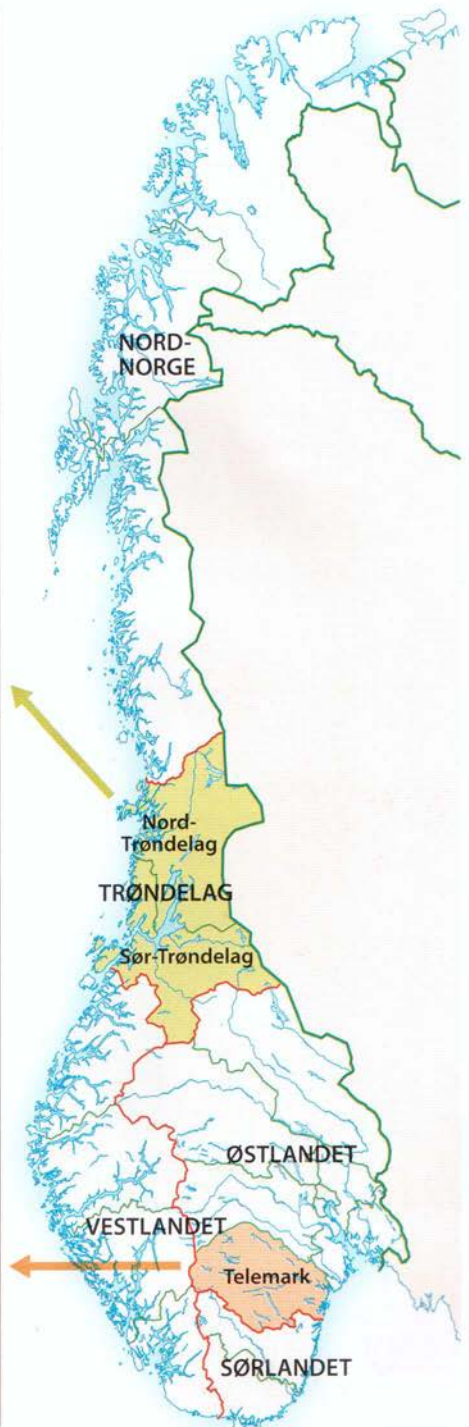 NORD-
NORGE
Nord-
Trøndelag
TRØNDELAG
Sør-Trøndelag
ØSTLANDET
VESTLANDET
Telemark
SØRLANDET